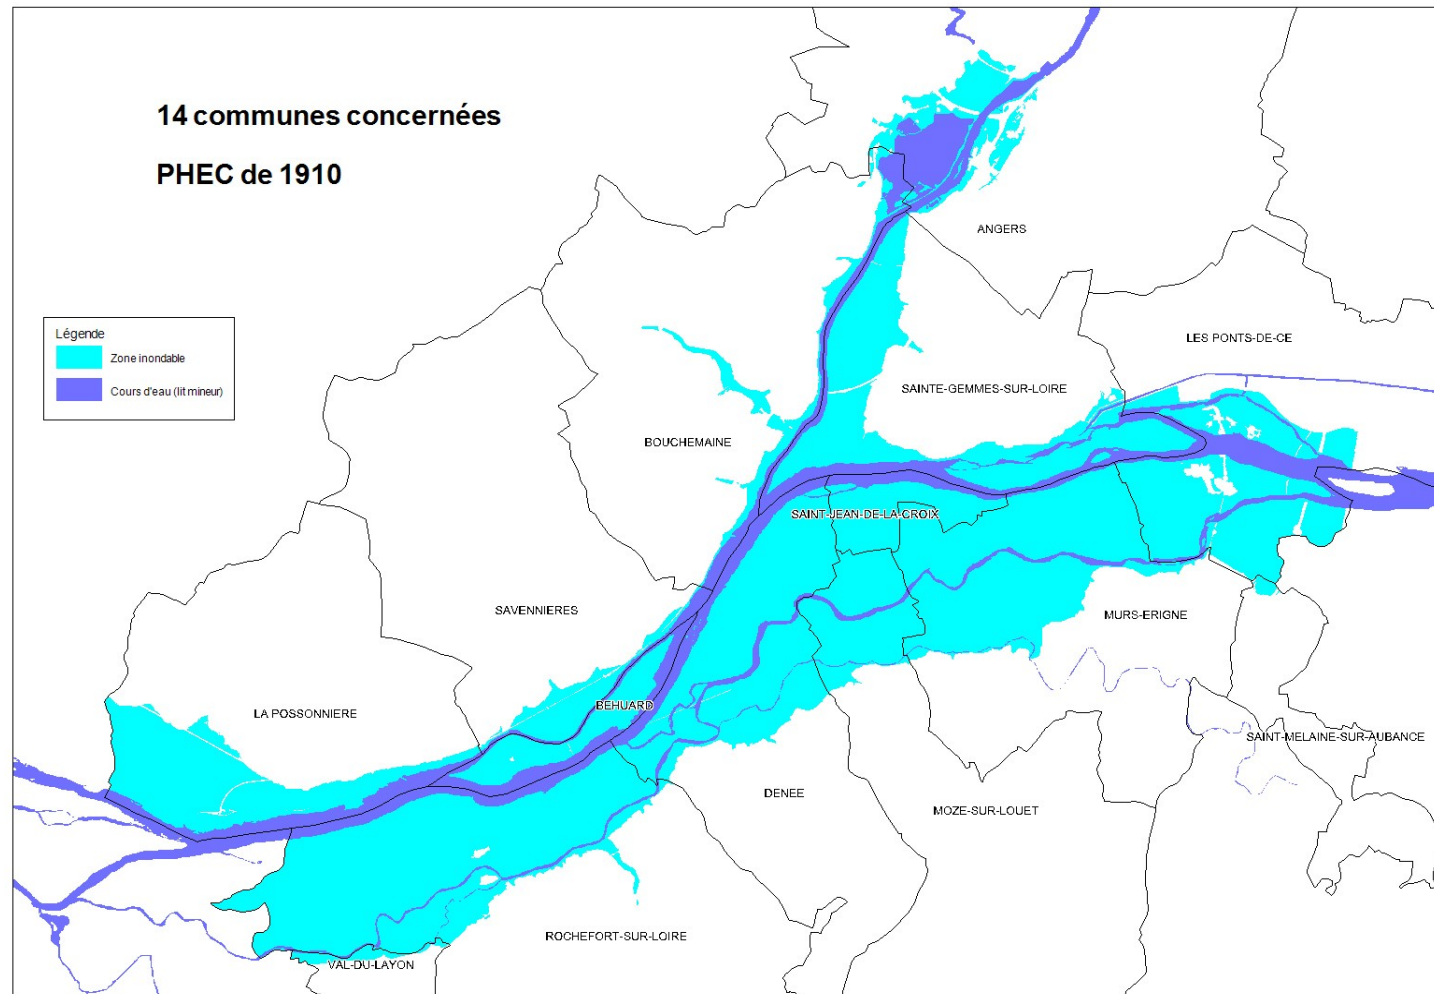 14 communes concernées
PHEC de 1910
ANGERS
Légende
Zone inondable
Cours d'eau (lit mineur)
LES PONTS-DE-CE
SAINTE-GEMMES-SUR-LOIRE
BOUCHEMAINE
SAINT-JEAN-DE-LA-CROIX
SAVENNIERES
MURS-ERIGNE
BEHUARD
LA POSSONNIERE
SAINT-MELAINE-SUR-AUBANCE
DENEE
MOZE-SUR-LOUET
ROCHEFORT-SUR-LOIRE
VAL-DU-LAYON